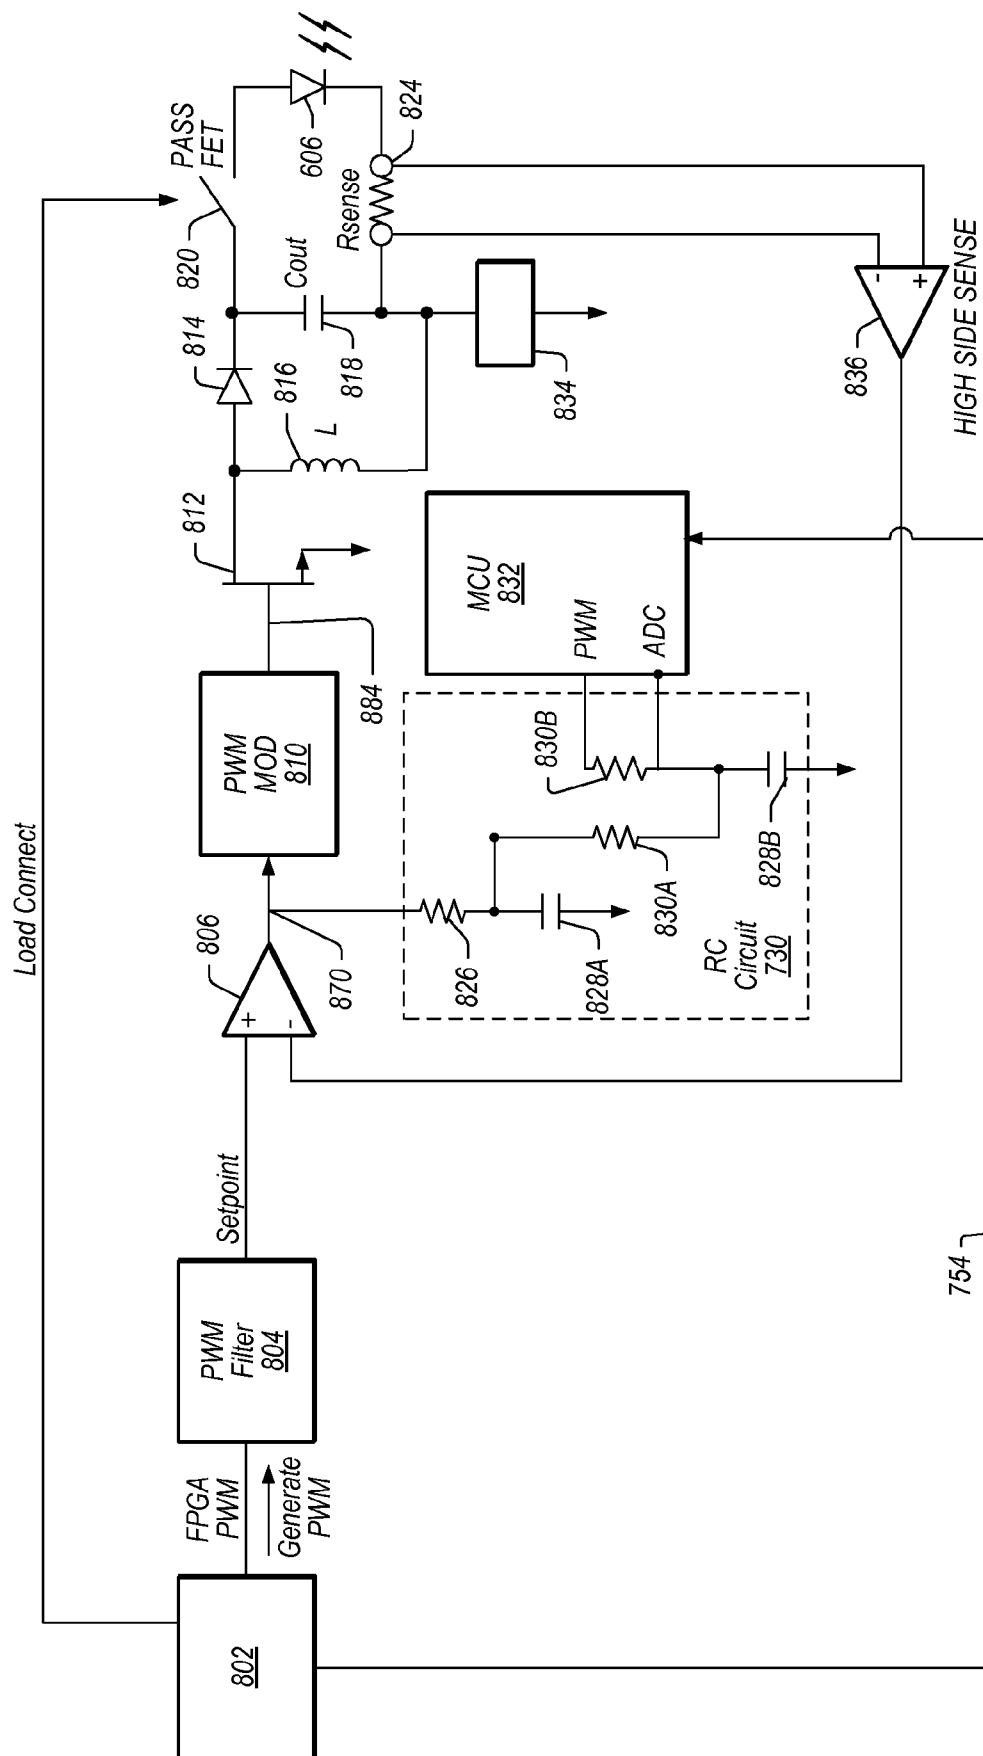 Load Connect
802
FPGA
PWM
Generate
PWM
PWM
Filter
804
Setpoint
+
-
806
870
PWM
MOD
810
884
812
814
816
L
Cout
818
820
PASS
FET
606
Rsense
824
834
MCU
832
PWM
ADC
826
828A
830A
830B
828B
RC
Circuit
730
-
+
836
HIGH SIDE SENSE
754